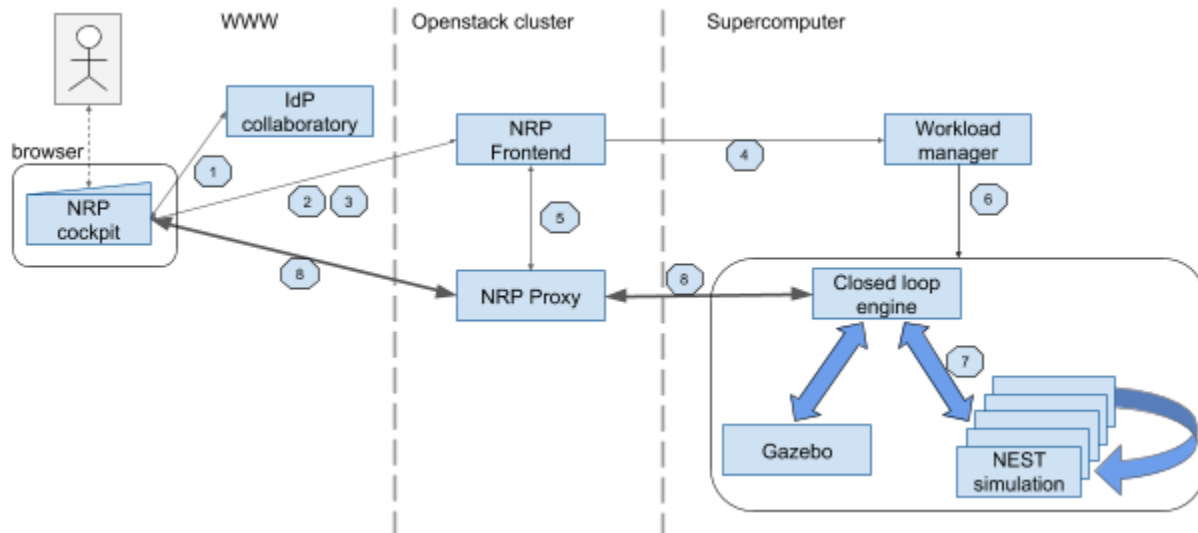 WWW
Openstack cluster
Supercomputer
IdP
collaboratory
NRP
Frontend
Workload
manager
browser
1
4
2
3
5
6
NRP
cockpit
8
NRP Proxy
8
Closed loop
engine
7
Gazebo
NEST
simulation